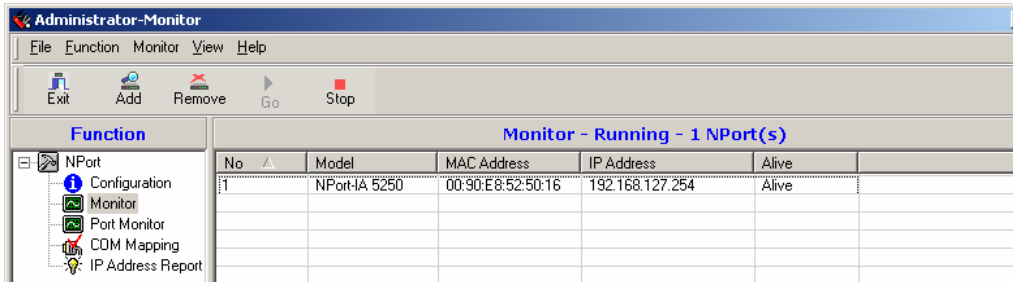 Administrator-Monitor
File Function Monitor View Help
Exit Add Remove Go Stop
Function
Monitor - Running - 1 NPort(s)
NPort
Configuration
Monitor
Port Monitor
COM Mapping
IP Address Report
No Model MAC Address IP Address Alive
1 NPort-IA 5250 00:90:E8:52:50:16 192.168.127.254 Alive